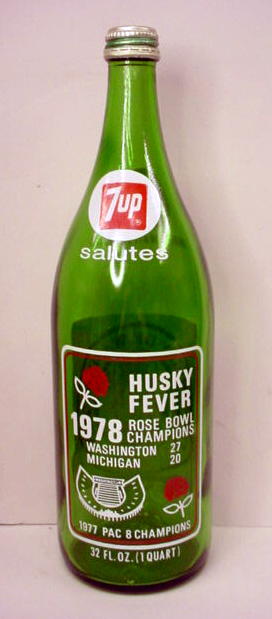 7up
salutes
HUSKY
FEVER
1978 ROSE BOWL
CHAMPIONS
WASHINGTON 27
MICHIGAN 20
1977 PAC 8 CHAMPIONS
32 FL. OZ. (1 QUART)